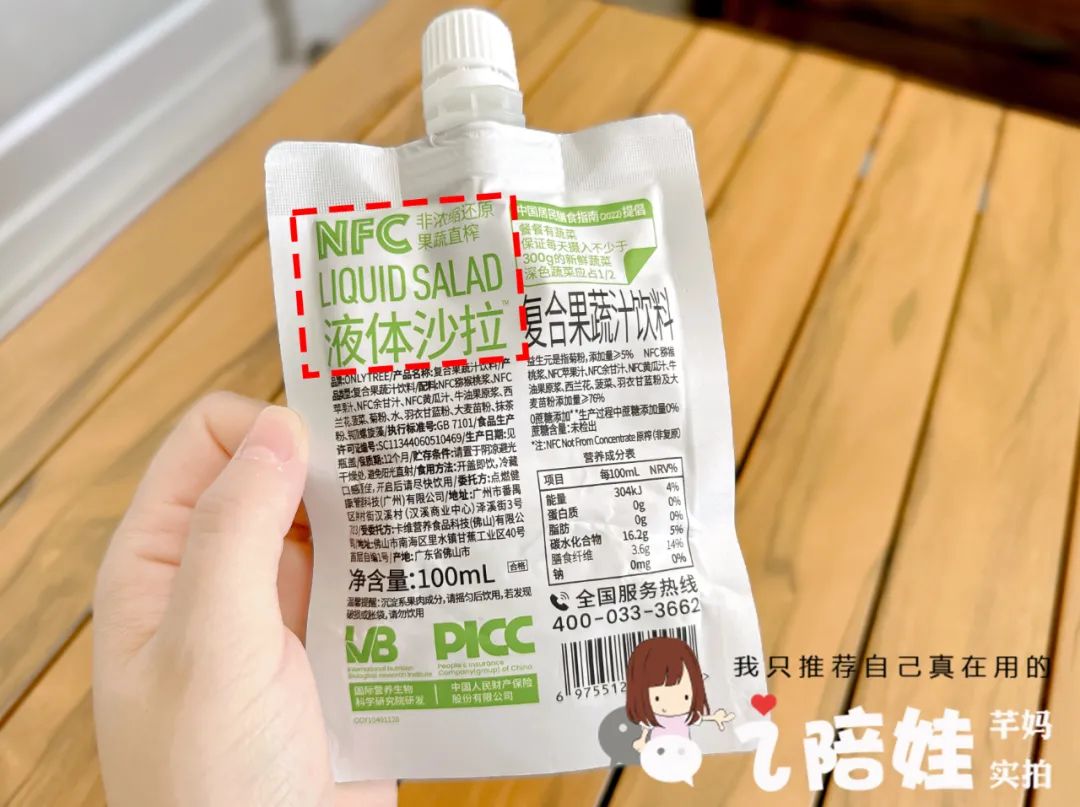 NFC 非浓缩还原
果蔬直榨
LIQUID SALAD
液体沙拉™
中国居民膳食指南(2022)提倡
餐餐有蔬菜
保证每天摄入不少于
300g的新鲜蔬菜
深色蔬菜应占1/2
复合果蔬汁饮料
品牌:ONLYTREE/产品名称:复合果蔬汁饮料/产
品类型:复合果蔬汁饮料/配料:NFC猕猴桃浆、NFC
苹果汁、NFC余甘汁、NFC黄瓜汁、牛油果原浆、西
兰花、菠菜、菊粉、水、羽衣甘蓝粉、大麦苗粉、抹茶
粉、钝顶螺旋藻/执行标准号:GB 7101/食品生产
许可证编号:SC11344060510469/生产日期:见
瓶盖/保质期:12个月/贮存条件:请置于阴凉避光
干燥处,避免阳光直射/食用方法:开盖即饮,冷藏
口感更佳,开启后请尽快饮用/委托方:点燃健
康管理科技(广州)有限公司/地址:广州市番禺
区钟村街汉溪村(汉溪商业中心)泽溪街3号
703/受委托方:卡维营养食品科技(佛山)有限公
司/地址:佛山市南海区里水镇甘蕉工业区40号
首层自编1号/产地:广东省佛山市
净含量:100mL 合格
温馨提醒:沉淀系果肉成分,请摇匀后饮用,若发现
破损或胀袋,请勿饮用
益生元是指菊粉,添加量≥5% NFC猕猴
桃浆、NFC苹果汁、NFC余甘汁、NFC黄瓜汁、牛
油果原浆、西兰花、菠菜、羽衣甘蓝粉及大
麦苗粉添加量≥76%
0蔗糖添加**生产过程中蔗糖添加量0%
蔗糖含量:未检出
*注:NFC Not From Concentrate 原榨(非复原)
营养成分表
项目 每100mL NRV%
能量 304kJ 4%
蛋白质 0g 0%
脂肪 0g 0%
碳水化合物 16.2g 5%
膳食纤维 3.6g 14%
钠 0mg 0%
全国服务热线
400-033-3662
6 975512
International Nutrition
Biological research institute
国际营养生物
科学研究院研发
PICC
People's Insurance
Company(group) of China
中国人民财产保险
股份有限公司
我只推荐自己真在用的
陪娃
芊妈
实拍